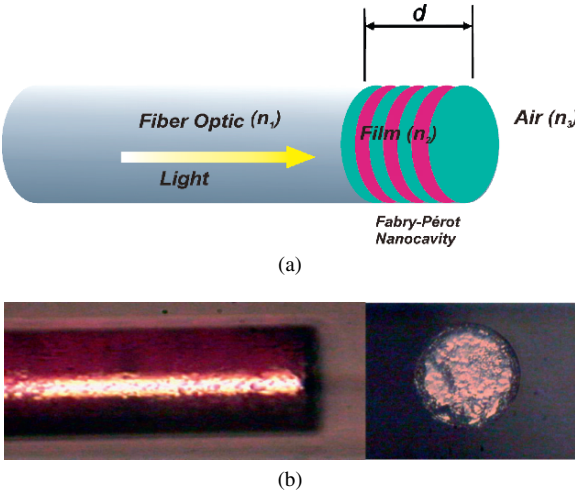 d
Fiber Optic (n₁)
Film (n₂)
Air (n₃)
Light
Fabry-Pérot
Nanocavity
(a)
(b)